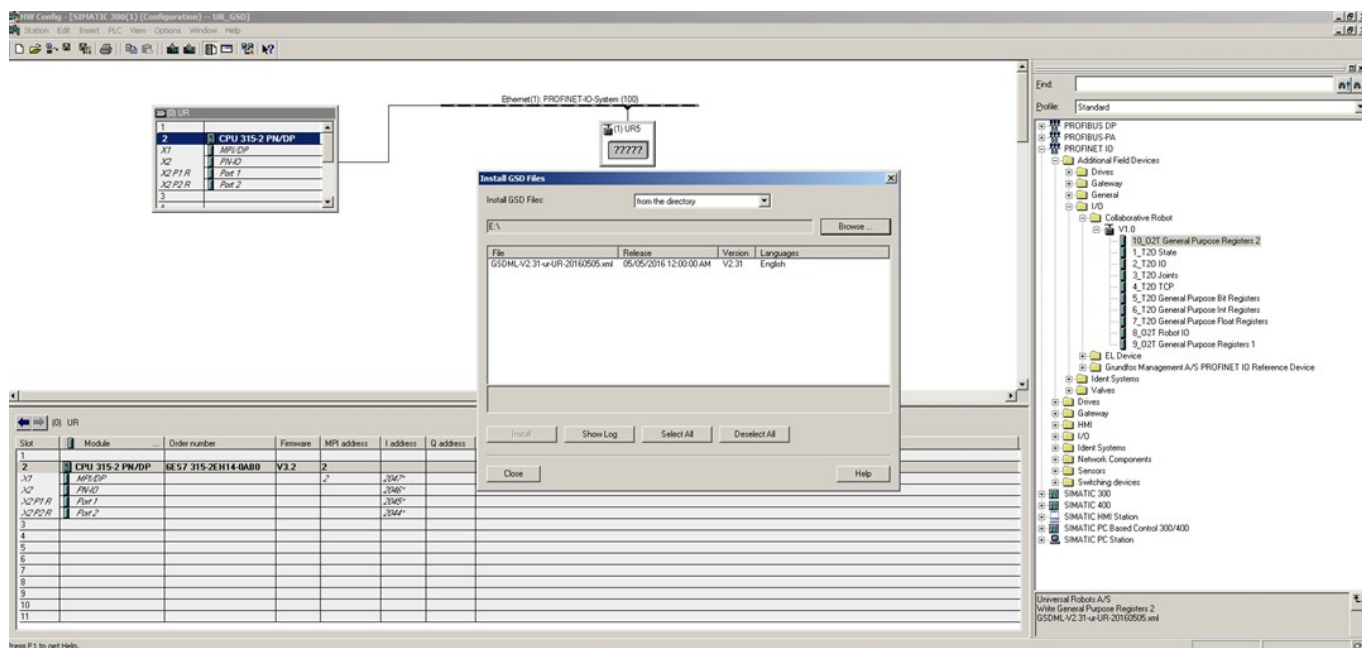 HW Config - [SIMATIC 300(1) (Configuration) -- UR_GSD]
Station Edit Insert PLC View Options Window Help
Ethernet(1): PROFINET-IO-System (100)
(0) UR
1
2 CPU 315-2 PN/DP
X1 MPI/DP
X2 PN-IO
X2 P1 R Port 1
X2 P2 R Port 2
3
(1) UR5
?????
Install GSD Files
Install GSD Files: from the directory
E:\ Browse ...
File Release Version Languages
GSDML-V2.31-ur-UR-20160505.xml 05/05/2016 12:00:00 AM V2.31 English
Install Show Log Select All Deselect All
Close Help
(0) UR
Slot Module ... Order number Firmware MPI address I address Q address
1
2 CPU 315-2 PN/DP 6ES7 315-2EH14-0AB0 V3.2 2
X1 MPI/DP 2 2047*
X2 PN-IO 2046*
X2 P1 R Port 1 2045*
X2 P2 R Port 2 2044*
3
4
5
6
7
8
9
10
11
Find:
Profile: Standard
PROFIBUS DP
PROFIBUS-PA
PROFINET IO
Additional Field Devices
Drives
Gateway
General
I/O
Collaborative Robot
V1.0
10_O2T General Purpose Registers 2
1_T2O State
2_T2O IO
3_T2O Joints
4_T2O TCP
5_T2O General Purpose Bit Registers
6_T2O General Purpose Int Registers
7_T2O General Purpose Float Registers
8_O2T Robot IO
9_O2T General Purpose Registers 1
EL Device
Grundfos Management A/S PROFINET IO Reference Device
Ident Systems
Valves
Drives
Gateway
HMI
I/O
Ident Systems
Network Components
Sensors
Switching devices
SIMATIC 300
SIMATIC 400
SIMATIC HMI Station
SIMATIC PC Based Control 300/400
SIMATIC PC Station
Universal Robots A/S
Write General Purpose Registers 2
GSDML-V2.31-ur-UR-20160505.xml
Press F1 to get Help.